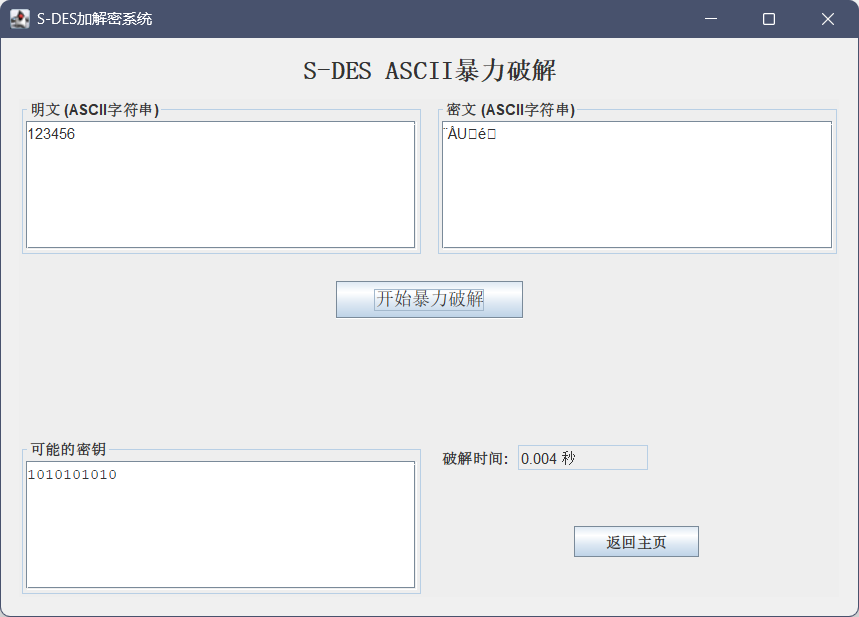 S-DES加解密系统
S-DES ASCII暴力破解
明文 (ASCII字符串)
密文 (ASCII字符串)
123456
¨ÂU▯é▯
开始暴力破解
可能的密钥
破解时间: 0.004 秒
1010101010
返回主页